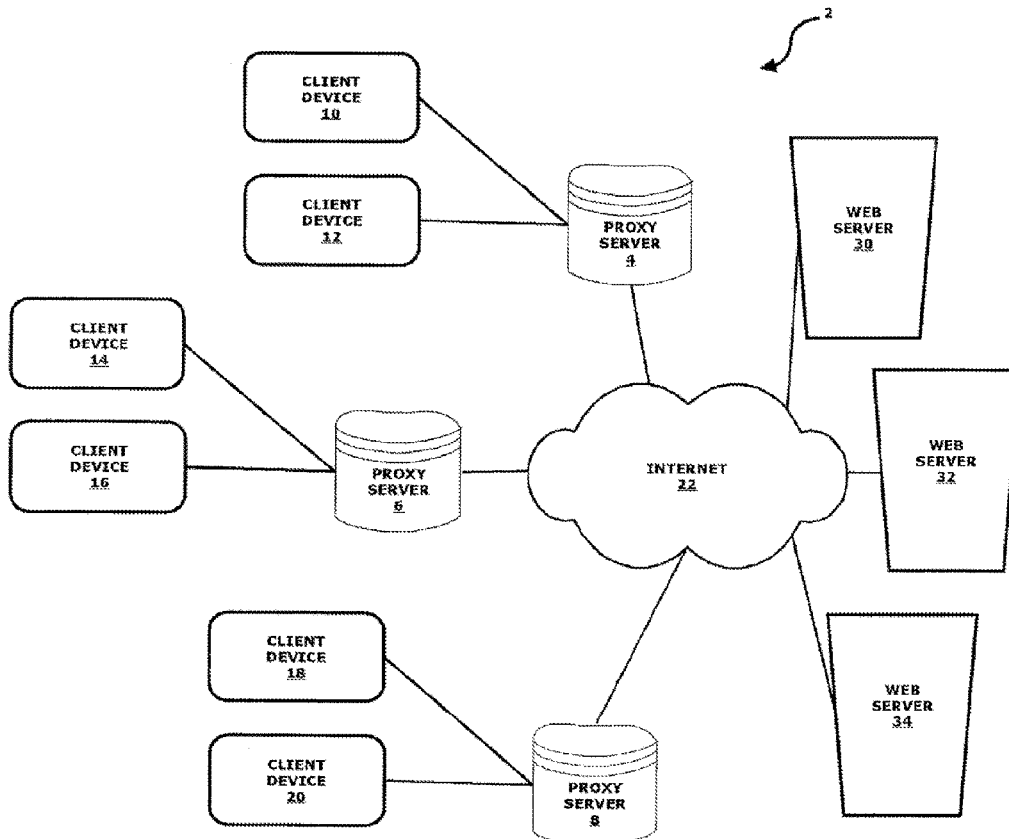 2
CLIENT
DEVICE
10
CLIENT
DEVICE
12
PROXY
SERVER
4
WEB
SERVER
30
CLIENT
DEVICE
14
CLIENT
DEVICE
16
PROXY
SERVER
6
INTERNET
22
WEB
SERVER
32
CLIENT
DEVICE
18
CLIENT
DEVICE
20
PROXY
SERVER
8
WEB
SERVER
34